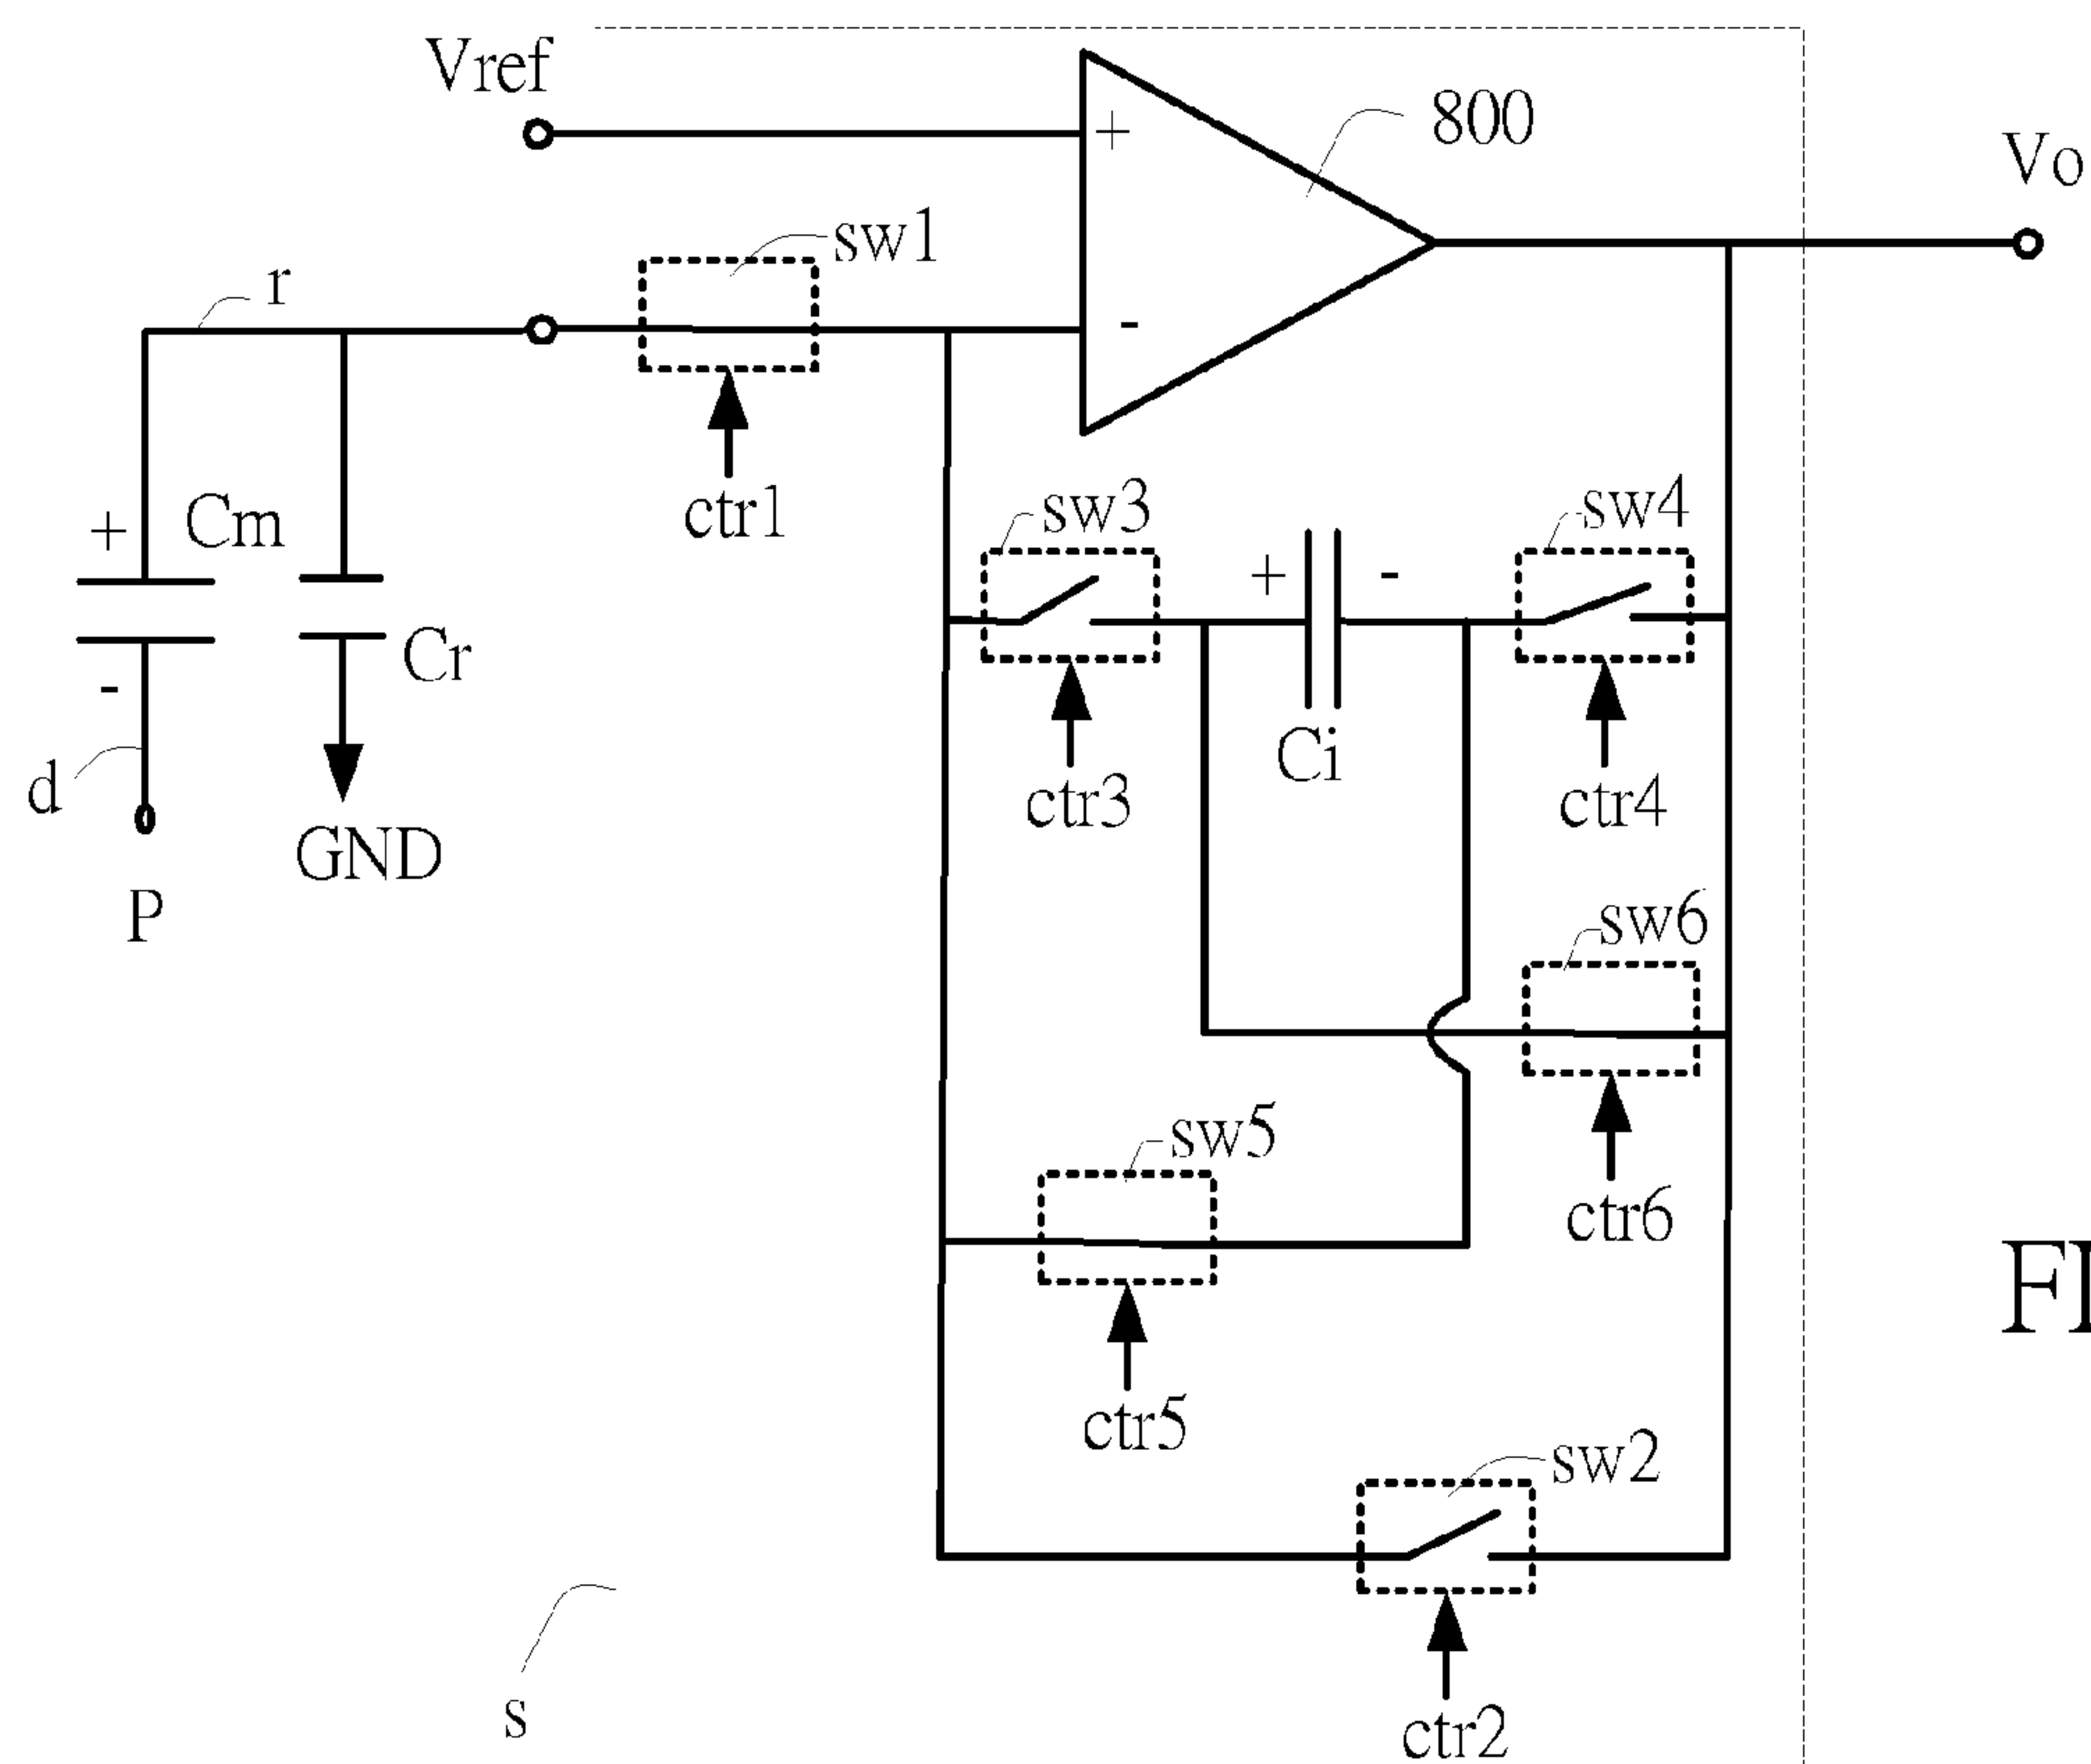 Vref
+
800
Vo
sw1
r
-
ctr1
+
Cm
sw3
+
-
sw4
Cr
-
Ci
d
ctr3
ctr4
GND
P
sw6
sw5
ctr6
FI
ctr5
sw2
s
ctr2